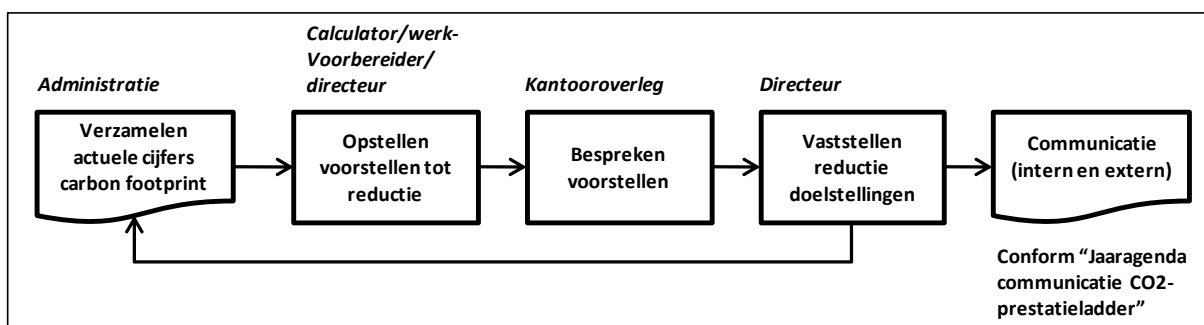 Administratie
Verzamelen
actuele cijfers
carbon footprint
Calculator/werk-
Voorbereider/
directeur
Opstellen
voorstellen tot
reductie
Kantooroverleg
Bespreken
voorstellen
Directeur
Vaststellen
reductie
doelstellingen
Communicatie
(intern en extern)
Conform “Jaaragenda
communicatie CO2-
prestatieladder”